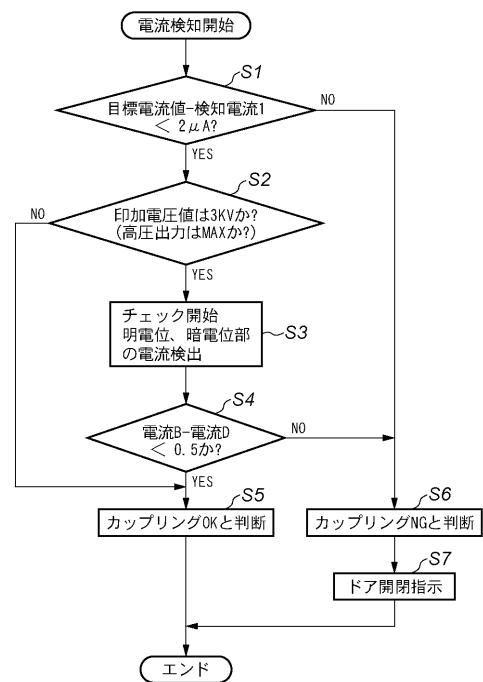 電流検知開始
S1
目標電流値-検知電流1
< 2μA?
NO
YES
S2
NO
印加電圧値は3KVか?
(高圧出力はMAXか?)
YES
チェック開始
明電位、暗電位部
の電流検出
S3
S4
電流B-電流D
< 0.5か?
NO
YES
S5
カップリングOKと判断
S6
カップリングNGと判断
S7
ドア開閉指示
エンド